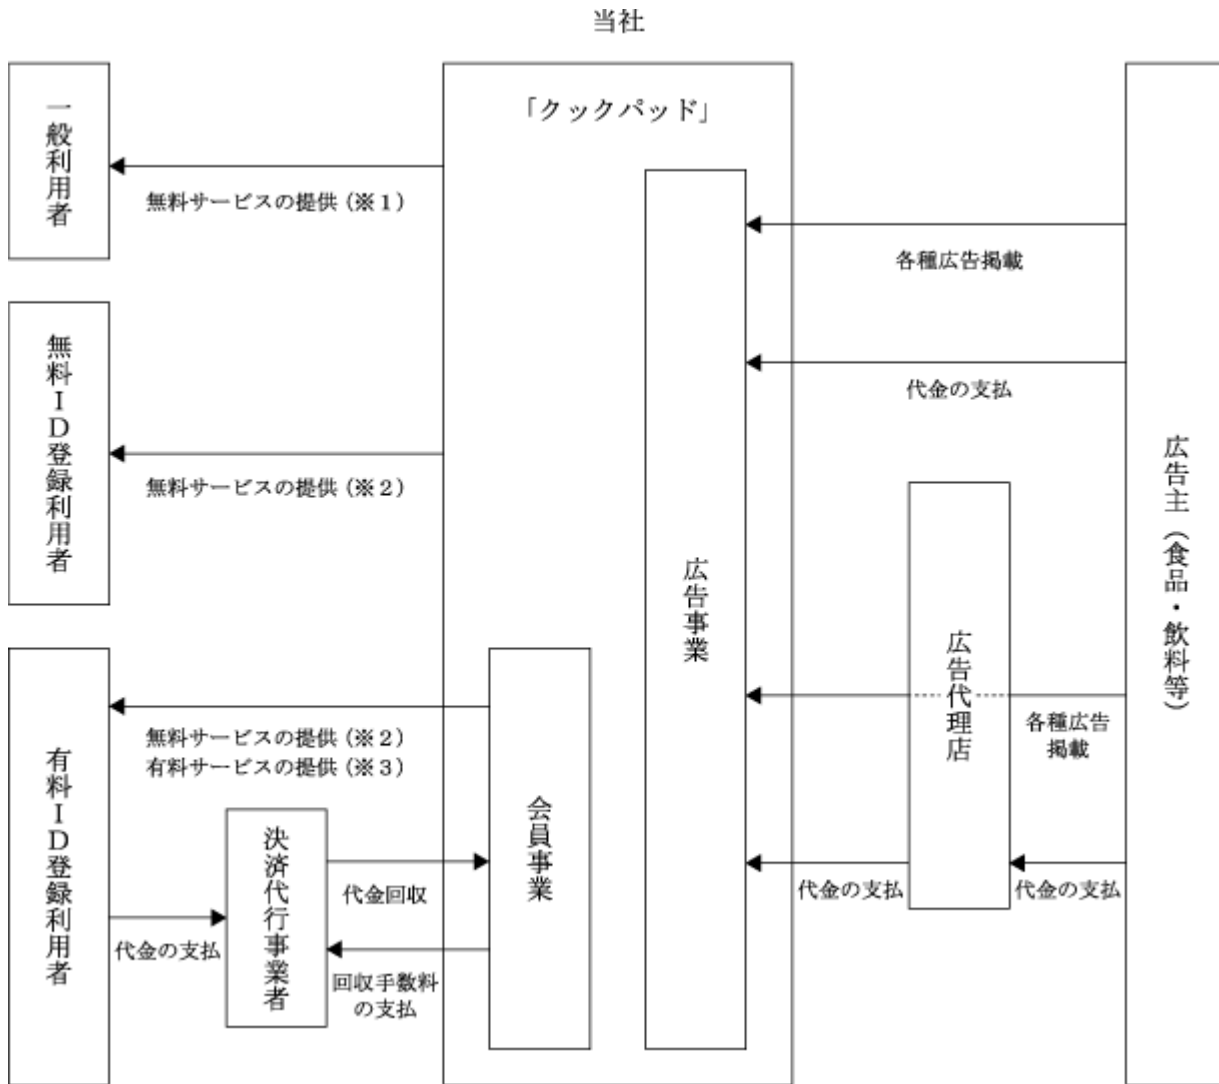 当社
「クックパッド」
一般利用者
無料サービスの提供(※1)
各種広告掲載
代金の支払
無料ID登録利用者
無料サービスの提供(※2)
広告主(食品・飲料等)
広告事業
広告代理店
各種広告
掲載
有料ID登録利用者
無料サービスの提供(※2)
有料サービスの提供(※3)
会員事業
決済代行事業者
代金回収
代金の支払
回収手数料
の支払
代金の支払
代金の支払